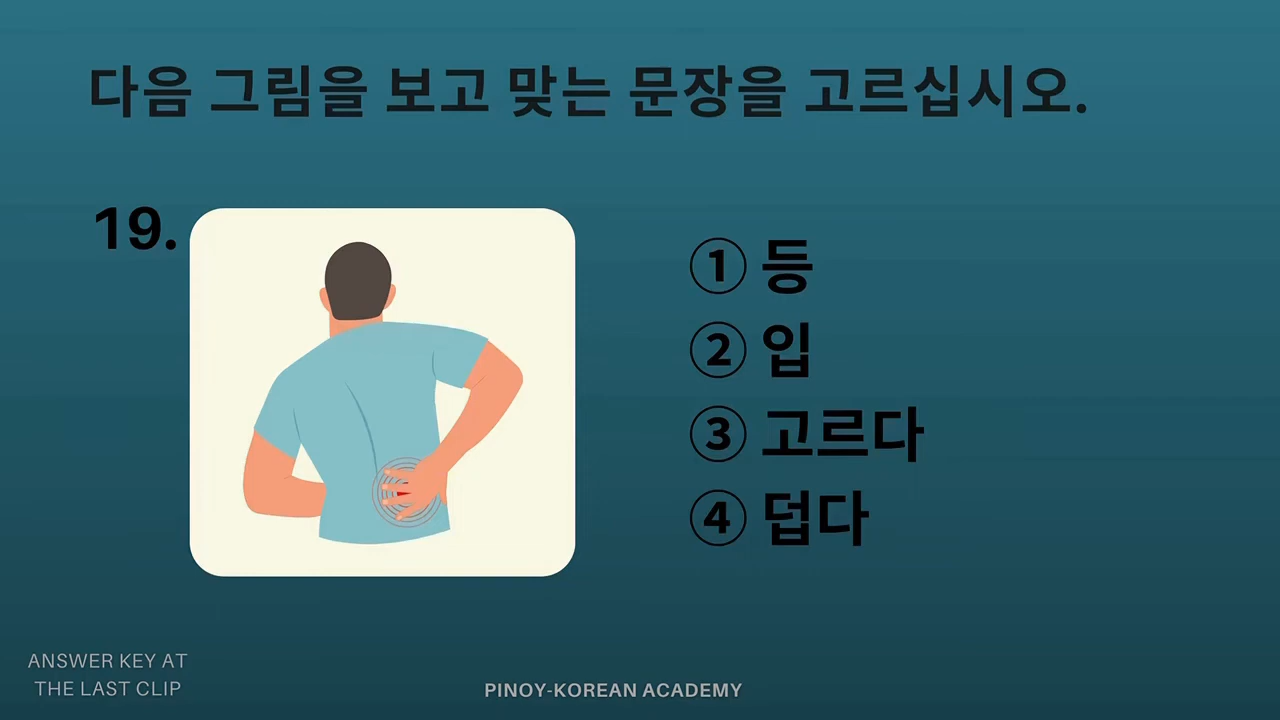 다음 그림을 보고 맞는 문장을 고르십시오.
19.
① 등
② 입
③ 고르다
④ 덥다
ANSWER KEY AT
THE LAST CLIP
PINOY-KOREAN ACADEMY